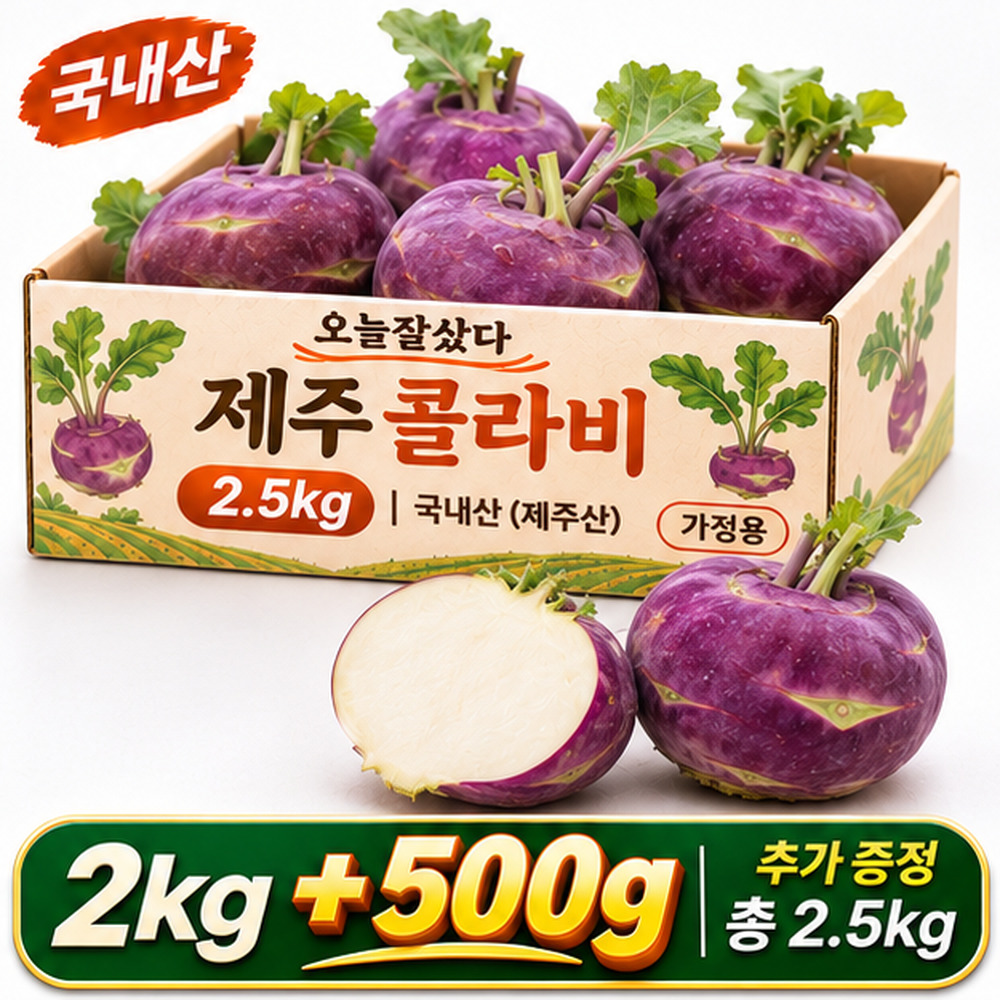 국내산
오늘잘샀다
제주 콜라비
2.5kg | 국내산 (제주산) 가정용
2kg +500g
추가 증정
총 2.5kg